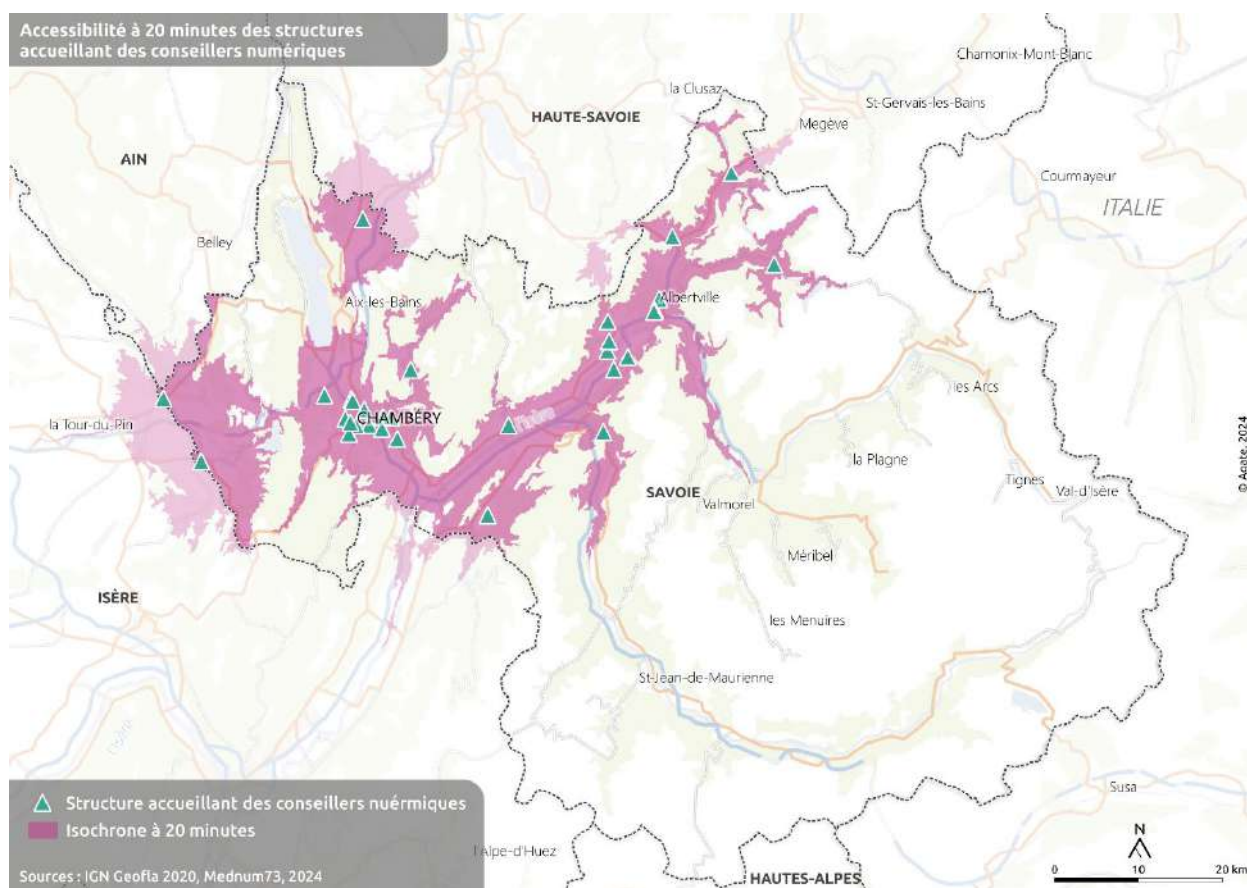 Accessibilité à 20 minutes des structures
accueillant des conseillers numériques
Chamonix-Mont-Blanc
la Clusaz
St-Gervais-les-Bains
HAUTE-SAVOIE
Megève
AIN
Courmayeur
ITALIE
Belley
Aix-les-Bains
Albertville
les Arcs
la Tour-du-Pin
CHAMBÉRY
la Plagne
Tignes
SAVOIE
Val-d'Isère
Valmorel
© Agate, 2024
Méribel
ISÈRE
les Menuires
St-Jean-de-Maurienne
l'Isère
Structure accueillant des conseillers nuérmiques
Isochrone à 20 minutes
Susa
l'Alpe-d'Huez
N
Sources : IGN Geofla 2020, Mednum73, 2024
HAUTES-ALPES
0 10 20 km